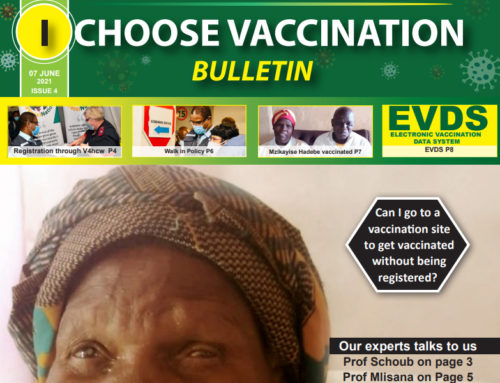 I CHOOSE VACCINATION
BULLETIN
07 JUNE
2021
ISSUE 4
Registration through V4hcw P4
Walk in Policy P6
Mzikayise Hadebe vaccinated P7
EVDS
ELECTRONIC VACCINATION
DATA SYSTEM
EVDS P8
Can I go to a
vaccination site
to get vaccinated
without being
registered?
Our experts talks to us
Prof Schoub on page 3
Prof Mlisana on Page 5